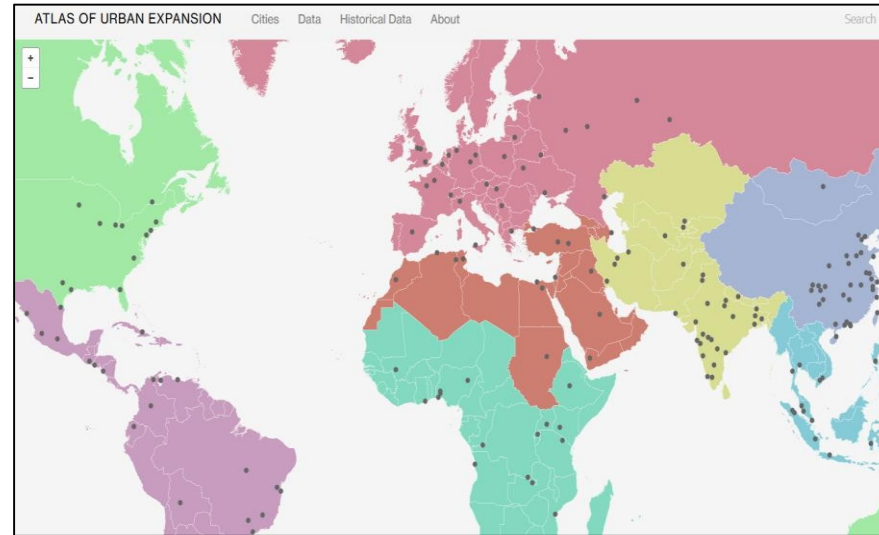 ATLAS OF URBAN EXPANSION Cities Data Historical Data About Search
+
−